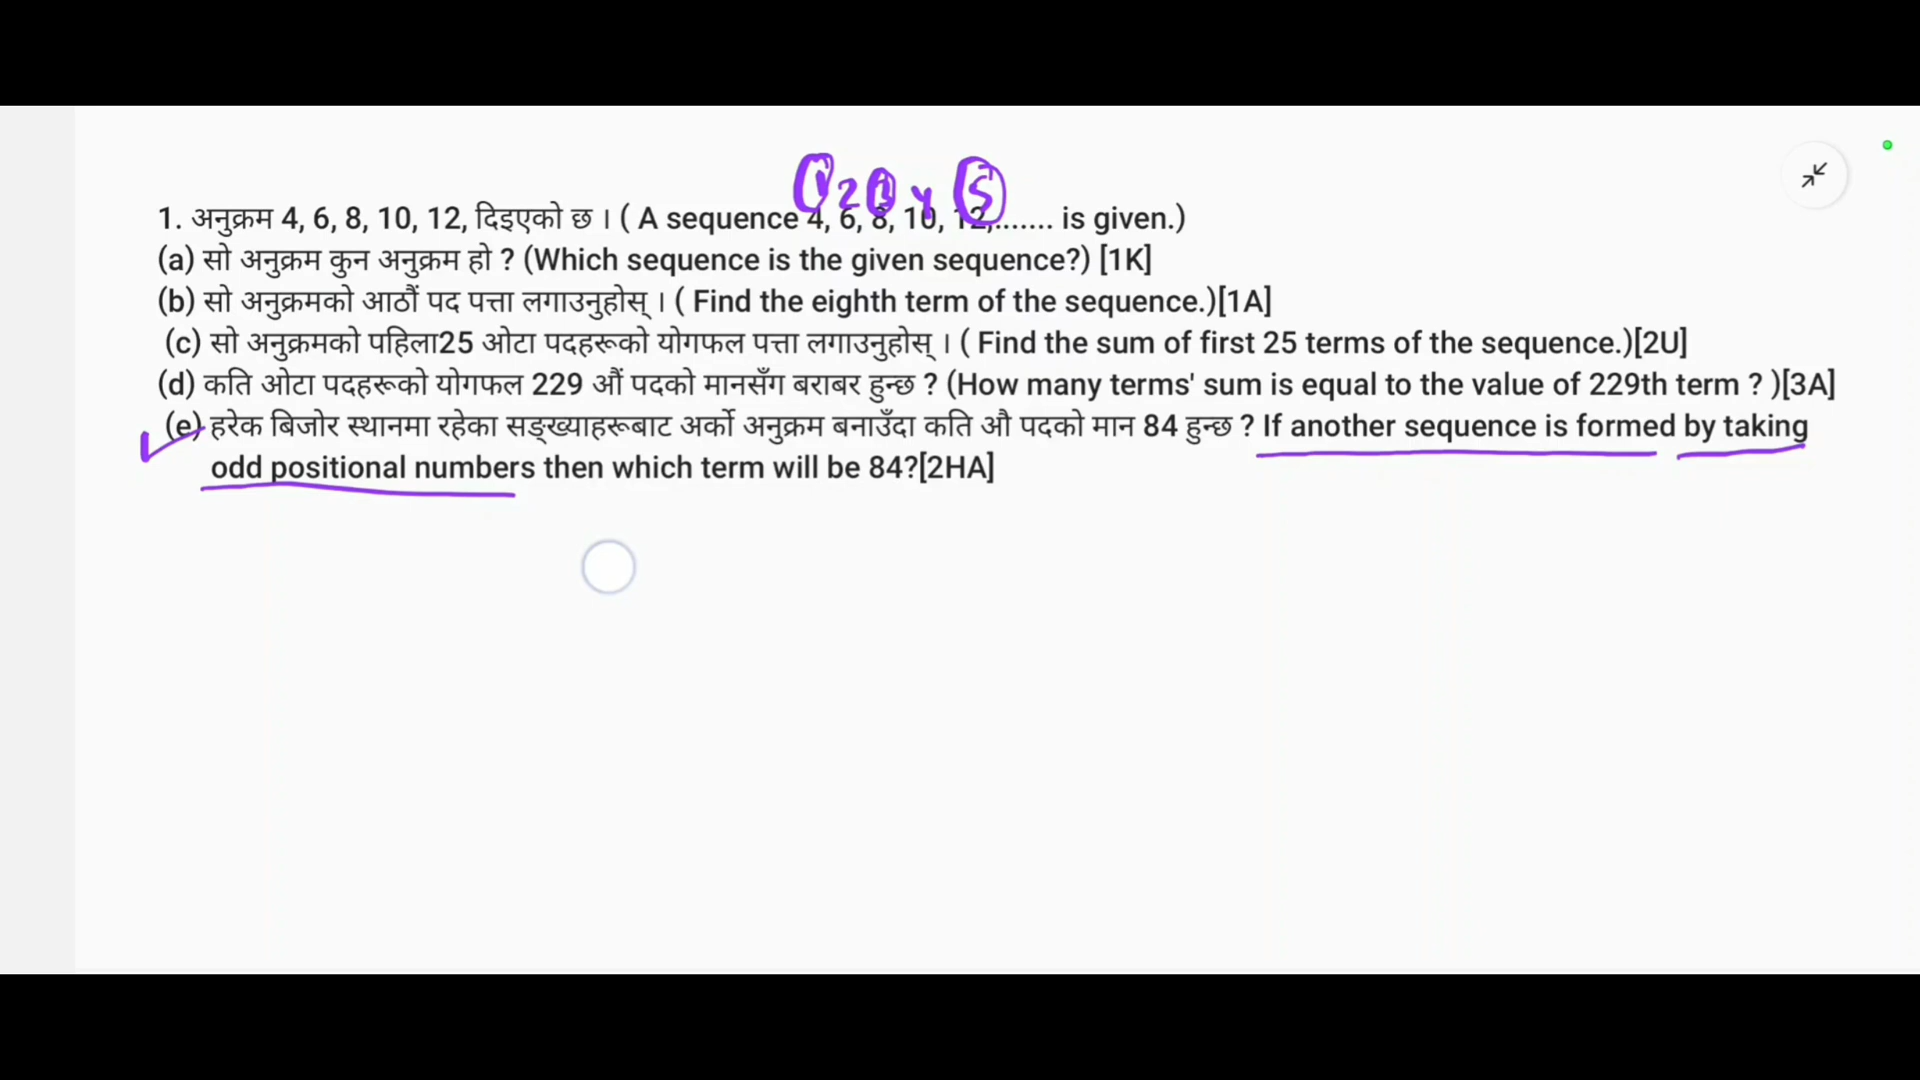 1 2 3 4 5
1. अनुक्रम 4, 6, 8, 10, 12, दिइएको छ । ( A sequence 4, 6, 8, 10, 12,....... is given.)
(a) सो अनुक्रम कुन अनुक्रम हो ? (Which sequence is the given sequence?) [1K]
(b) सो अनुक्रमको आठौं पद पत्ता लगाउनुहोस् । ( Find the eighth term of the sequence.)[1A]
(c) सो अनुक्रमको पहिला25 ओटा पदहरूको योगफल पत्ता लगाउनुहोस् । ( Find the sum of first 25 terms of the sequence.)[2U]
(d) कति ओटा पदहरूको योगफल 229 औं पदको मानसँग बराबर हुन्छ ? (How many terms' sum is equal to the value of 229th term ? )[3A]
(e) हरेक बिजोर स्थानमा रहेका सङ्ख्याहरूबाट अर्को अनुक्रम बनाउँदा कति औ पदको मान 84 हुन्छ ? If another sequence is formed by taking
odd positional numbers then which term will be 84?[2HA]